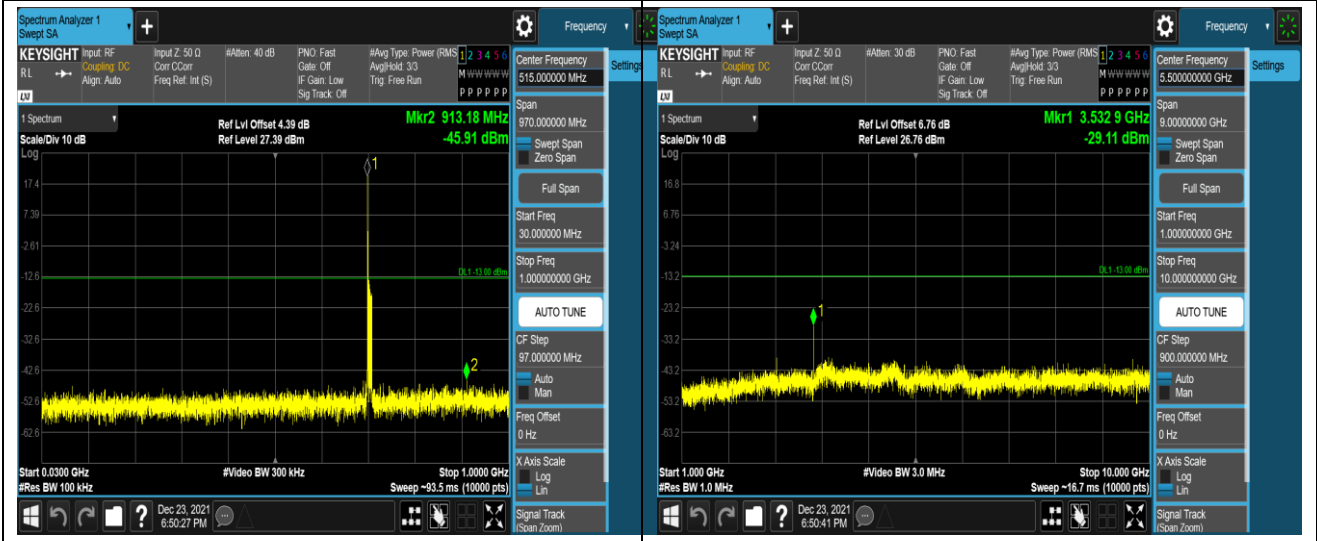 Spectrum Analyzer 1
Swept SA
+
Frequency
KEYSIGHT
RL
LXI
Input: RF
Coupling: DC
Align: Auto
Input Z: 50 Ω
Corr CCorr
Freq Ref: Int (S)
#Atten: 40 dB
PNO: Fast
Gate: Off
IF Gain: Low
Sig Track: Off
#Avg Type: Power (RMS
Avg|Hold: 3/3
Trig: Free Run
1 2 3 4 5 6
M W W W W W
P P P P P P
Center Frequency
515.000000 MHz
Settings
Span
970.000000 MHz
Swept Span
Zero Span
Full Span
Start Freq
30.000000 MHz
Stop Freq
1.000000000 GHz
AUTO TUNE
CF Step
97.000000 MHz
Auto
Man
Freq Offset
0 Hz
X Axis Scale
Log
Lin
Signal Track
(Span Zoom)
1 Spectrum
Scale/Div 10 dB
Log
Ref Lvl Offset 4.39 dB
Ref Level 27.39 dBm
Mkr2 913.18 MHz
-45.91 dBm
1
17.4
7.39
-2.61
DL1 -13.00 dBm
-12.6
-22.6
-32.6
2
-42.6
-52.6
-62.6
Start 0.0300 GHz
#Video BW 300 kHz
Stop 1.0000 GHz
#Res BW 100 kHz
Sweep ~93.5 ms (10000 pts)
?
Dec 23, 2021
6:50:27 PM
Spectrum Analyzer 1
Swept SA
+
Frequency
KEYSIGHT
RL
LXI
Input: RF
Coupling: DC
Align: Auto
Input Z: 50 Ω
Corr CCorr
Freq Ref: Int (S)
#Atten: 30 dB
PNO: Fast
Gate: Off
IF Gain: Low
Sig Track: Off
#Avg Type: Power (RMS
Avg|Hold: 3/3
Trig: Free Run
1 2 3 4 5 6
M W W W W W
P P P P P P
Center Frequency
5.500000000 GHz
Settings
Span
9.00000000 GHz
Swept Span
Zero Span
Full Span
Start Freq
1.000000000 GHz
Stop Freq
10.000000000 GHz
AUTO TUNE
CF Step
900.000000 MHz
Auto
Man
Freq Offset
0 Hz
X Axis Scale
Log
Lin
Signal Track
(Span Zoom)
1 Spectrum
Scale/Div 10 dB
Log
Ref Lvl Offset 6.76 dB
Ref Level 26.76 dBm
Mkr1 3.532 9 GHz
-29.11 dBm
16.8
6.76
-3.24
DL1 -13.00 dBm
-13.2
-23.2
1
-33.2
-43.2
-53.2
-63.2
Start 1.000 GHz
#Video BW 3.0 MHz
Stop 10.000 GHz
#Res BW 1.0 MHz
Sweep ~16.7 ms (10000 pts)
?
Dec 23, 2021
6:50:41 PM